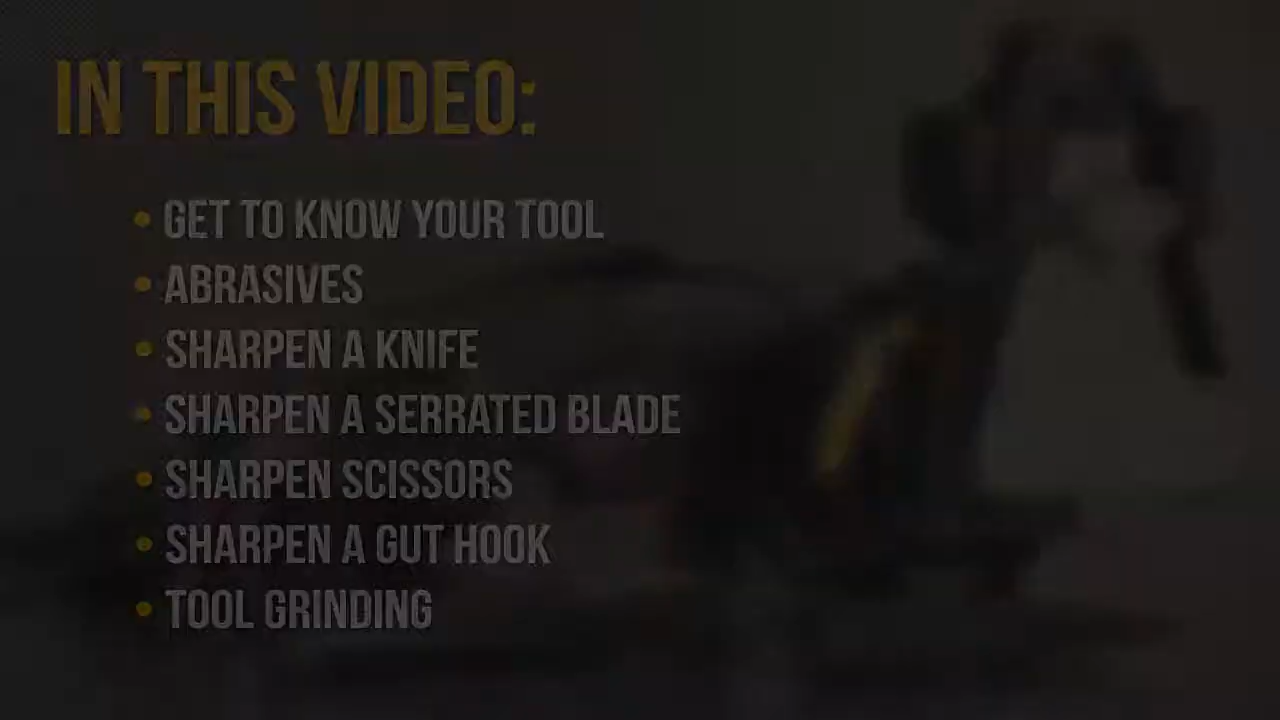 IN THIS VIDEO:
• GET TO KNOW YOUR TOOL
• ABRASIVES
• SHARPEN A KNIFE
• SHARPEN A SERRATED BLADE
• SHARPEN SCISSORS
• SHARPEN A GUT HOOK
• TOOL GRINDING